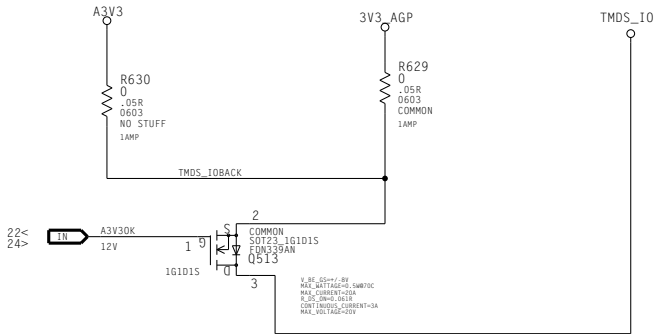 A3V3
3V3_AGP
TMDS_IO
R630
0
.05R
0603
NO STUFF
1AMP
R629
0
.05R
0603
COMMON
1AMP
TMDS_IOBACK
22<
24>
IN
A3V3OK
12V
1
G
S
D
2
3
1G1D1S
COMMON
SOT23_1G1D1S
FDN339AN
Q513
V_BE_GS=+/-8V
MAX_WATTAGE=0.5W@70C
MAX_CURRENT=20A
R_DS_ON=0.061R
CONTINUOUS_CURRENT=3A
MAX_VOLTAGE=20V